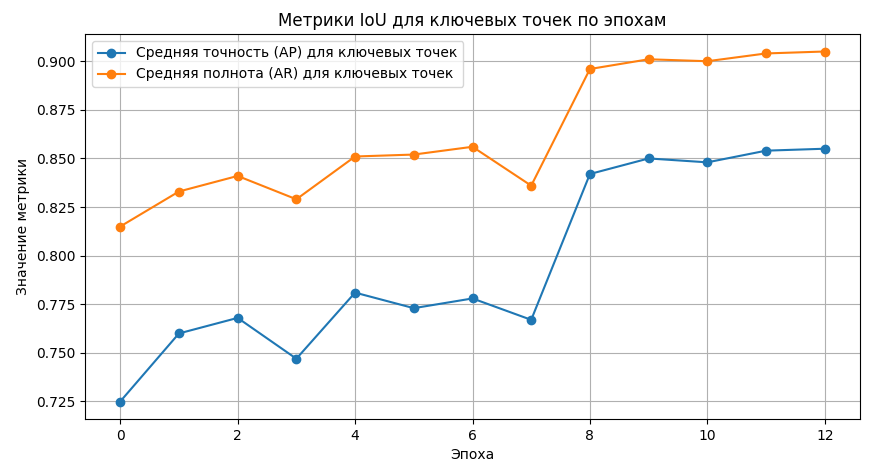 Метрики IoU для ключевых точек по эпохам
Средняя точность (AP) для ключевых точек
Средняя полнота (AR) для ключевых точек
Значение метрики
0.900
0.875
0.850
0.825
0.800
0.775
0.750
0.725
0 2 4 6 8 10 12
Эпоха